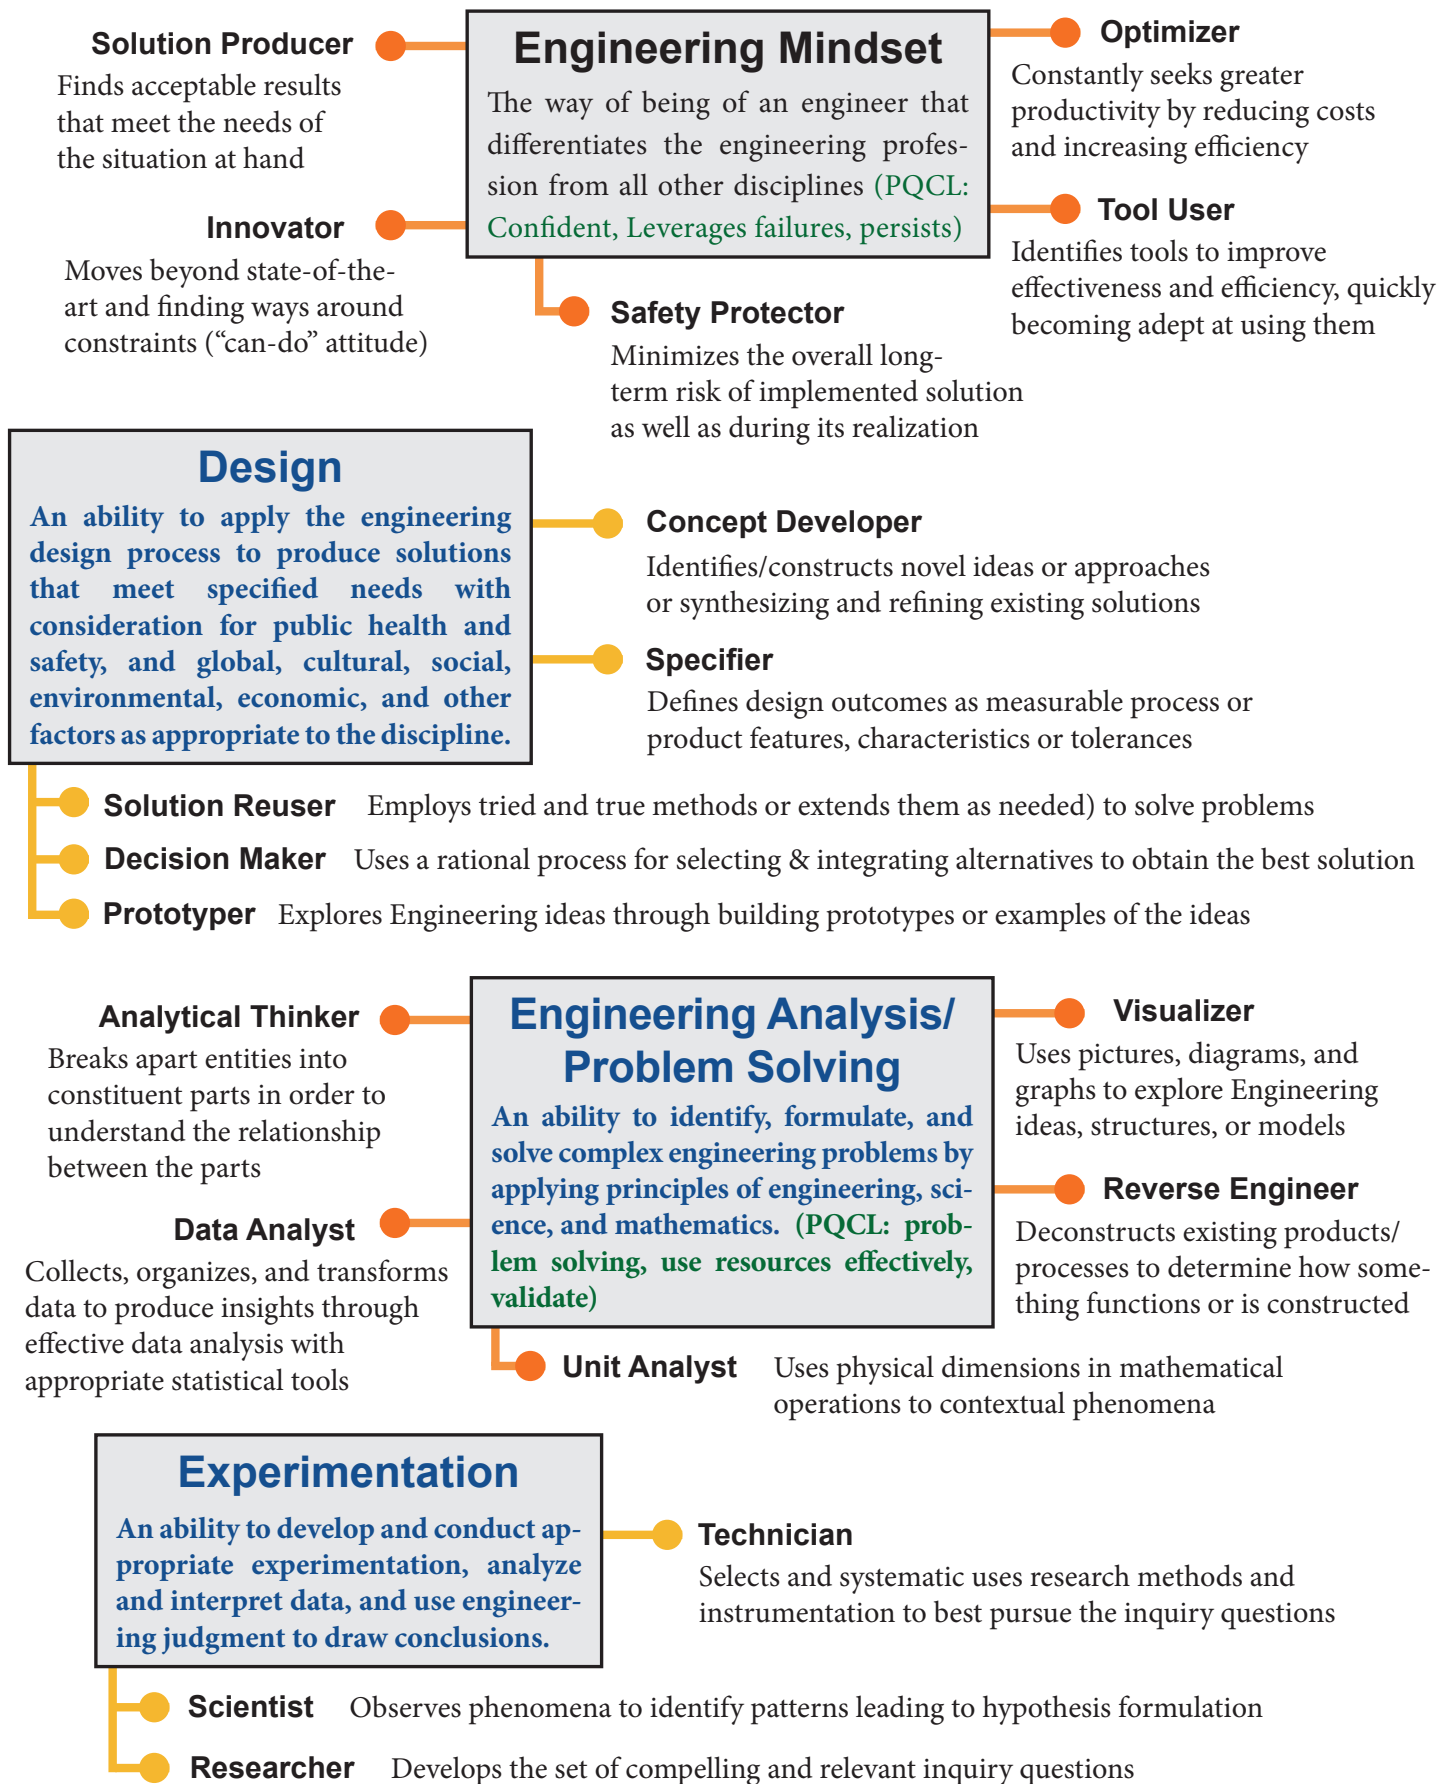 Solution Producer
Finds acceptable results
that meet the needs of
the situation at hand
Innovator
Moves beyond state-of-the-
art and finding ways around
constraints (“can-do” attitude)
Engineering Mindset
The way of being of an engineer that
differentiates the engineering profes-
sion from all other disciplines (PQCL:
Confident, Leverages failures, persists)
Optimizer
Constantly seeks greater
productivity by reducing costs
and increasing efficiency
Tool User
Identifies tools to improve
effectiveness and efficiency, quickly
becoming adept at using them
Safety Protector
Minimizes the overall long-
term risk of implemented solution
as well as during its realization
Design
An ability to apply the engineering
design process to produce solutions
that meet specified needs with
consideration for public health and
safety, and global, cultural, social,
environmental, economic, and other
factors as appropriate to the discipline.
Concept Developer
Identifies/constructs novel ideas or approaches
or synthesizing and refining existing solutions
Specifier
Defines design outcomes as measurable process or
product features, characteristics or tolerances
Solution Reuser Employs tried and true methods or extends them as needed) to solve problems
Decision Maker Uses a rational process for selecting & integrating alternatives to obtain the best solution
Prototyper Explores Engineering ideas through building prototypes or examples of the ideas
Analytical Thinker
Breaks apart entities into
constituent parts in order to
understand the relationship
between the parts
Data Analyst
Collects, organizes, and transforms
data to produce insights through
effective data analysis with
appropriate statistical tools
Engineering Analysis/
Problem Solving
An ability to identify, formulate, and
solve complex engineering problems by
applying principles of engineering, sci-
ence, and mathematics. (PQCL: prob-
lem solving, use resources effectively,
validate)
Visualizer
Uses pictures, diagrams, and
graphs to explore Engineering
ideas, structures, or models
Reverse Engineer
Deconstructs existing products/
processes to determine how some-
thing functions or is constructed
Unit Analyst Uses physical dimensions in mathematical
operations to contextual phenomena
Experimentation
An ability to develop and conduct ap-
propriate experimentation, analyze
and interpret data, and use engineer-
ing judgment to draw conclusions.
Technician
Selects and systematic uses research methods and
instrumentation to best pursue the inquiry questions
Scientist Observes phenomena to identify patterns leading to hypothesis formulation
Researcher Develops the set of compelling and relevant inquiry questions